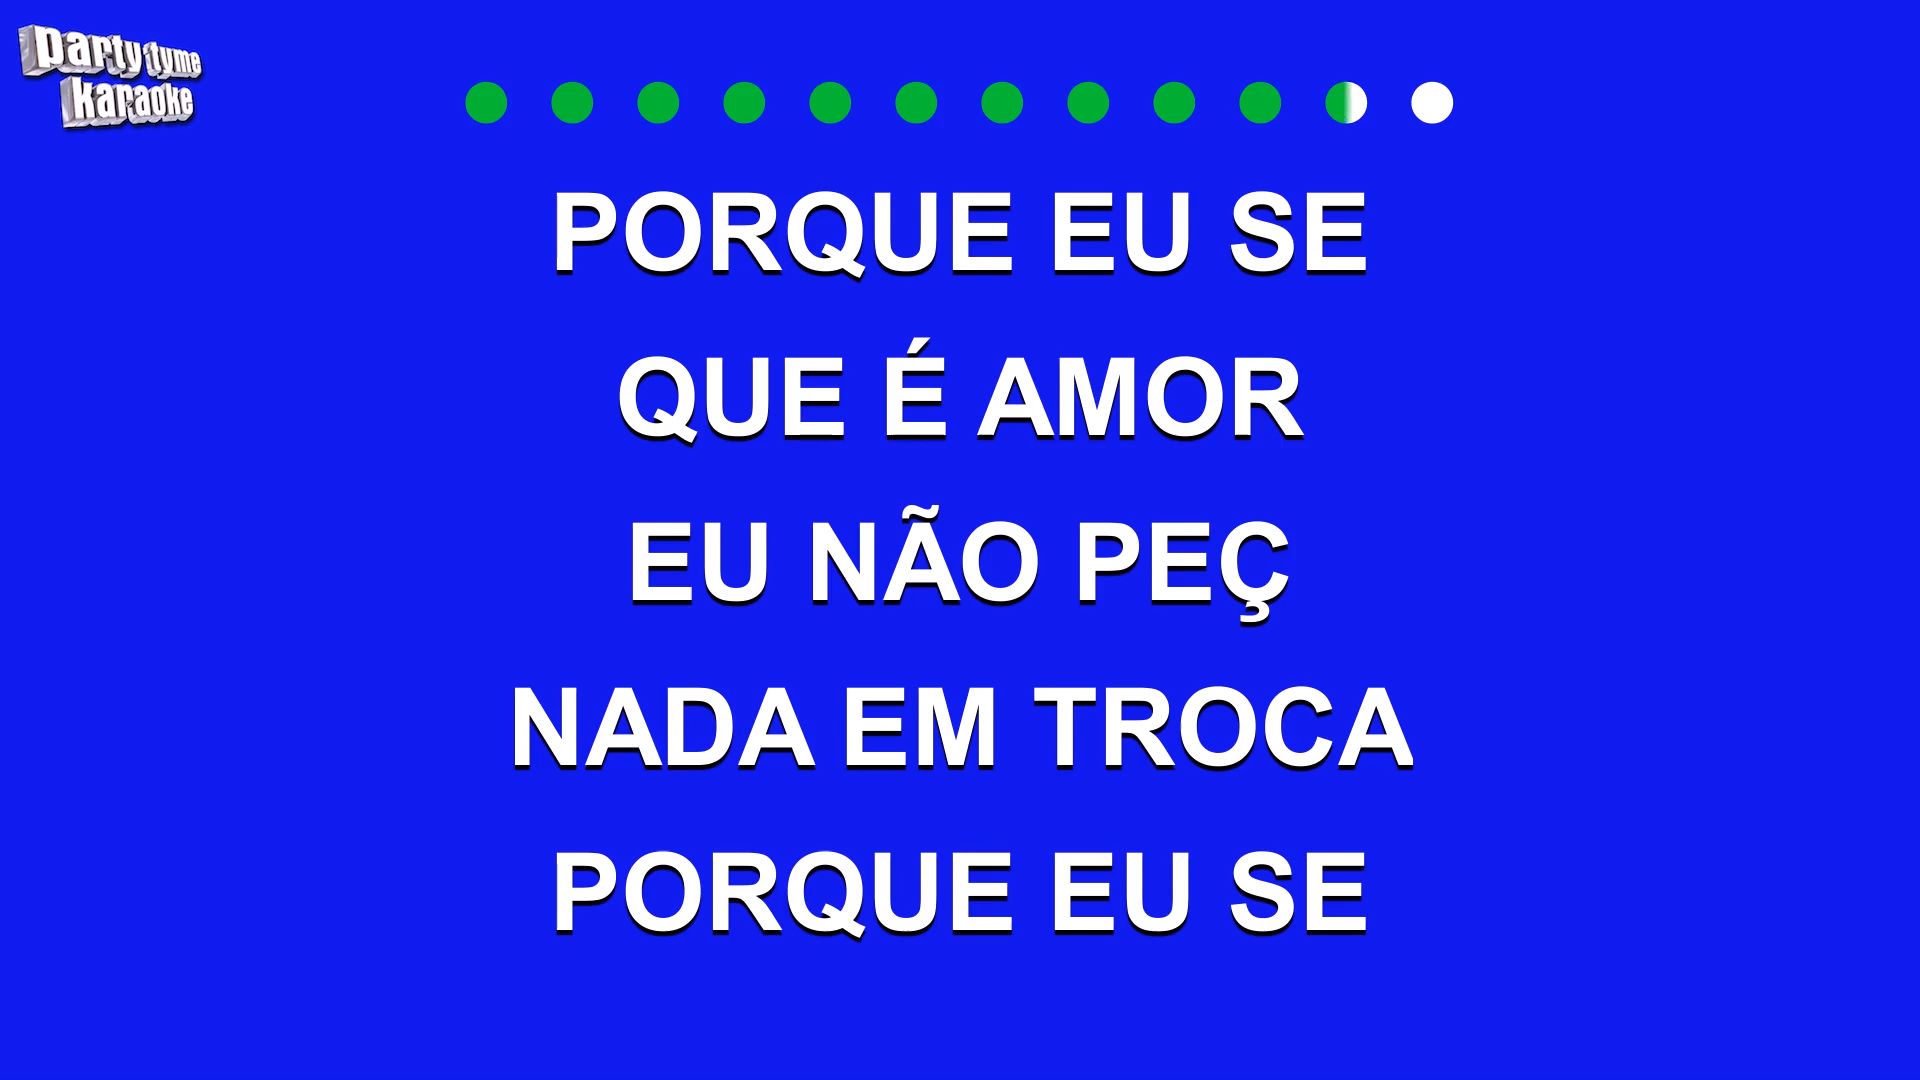 party tyme
karaoke
PORQUE EU SE
QUE É AMOR
EU NÃO PEÇ
NADA EM TROCA
PORQUE EU SE